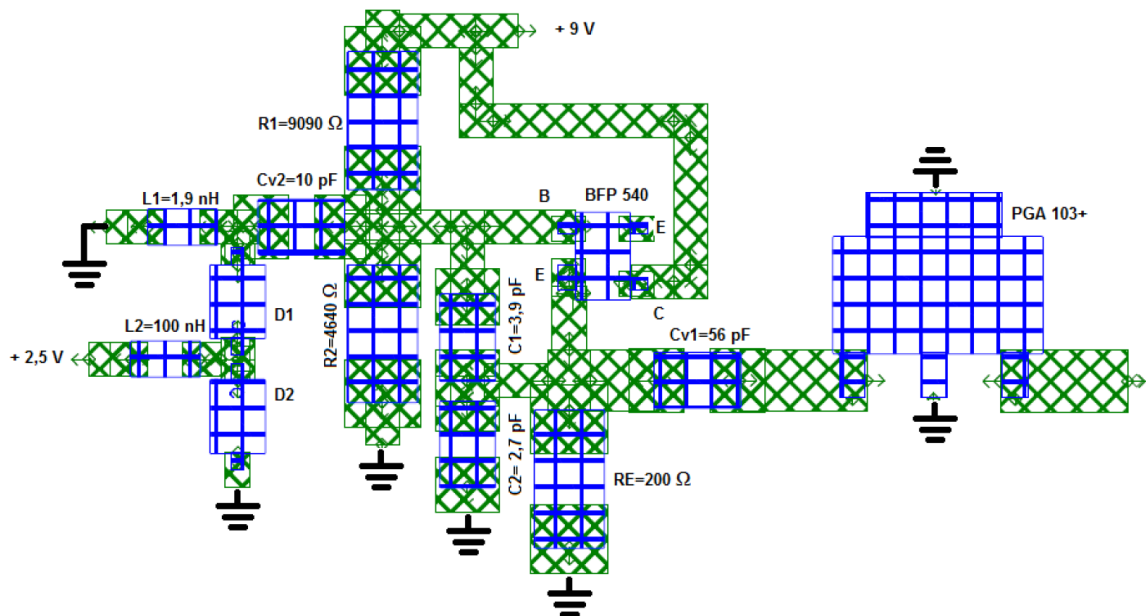 + 9 V
R1=9090 Ω
Cv2=10 pF
L1=1,9 nH
B
BFP 540
PGA 103+
E
E
C
D1
L2=100 nH
R2=4640 Ω
C1=3,9 pF
Cv1=56 pF
+ 2,5 V
D2
C2= 2,7 pF
RE=200 Ω